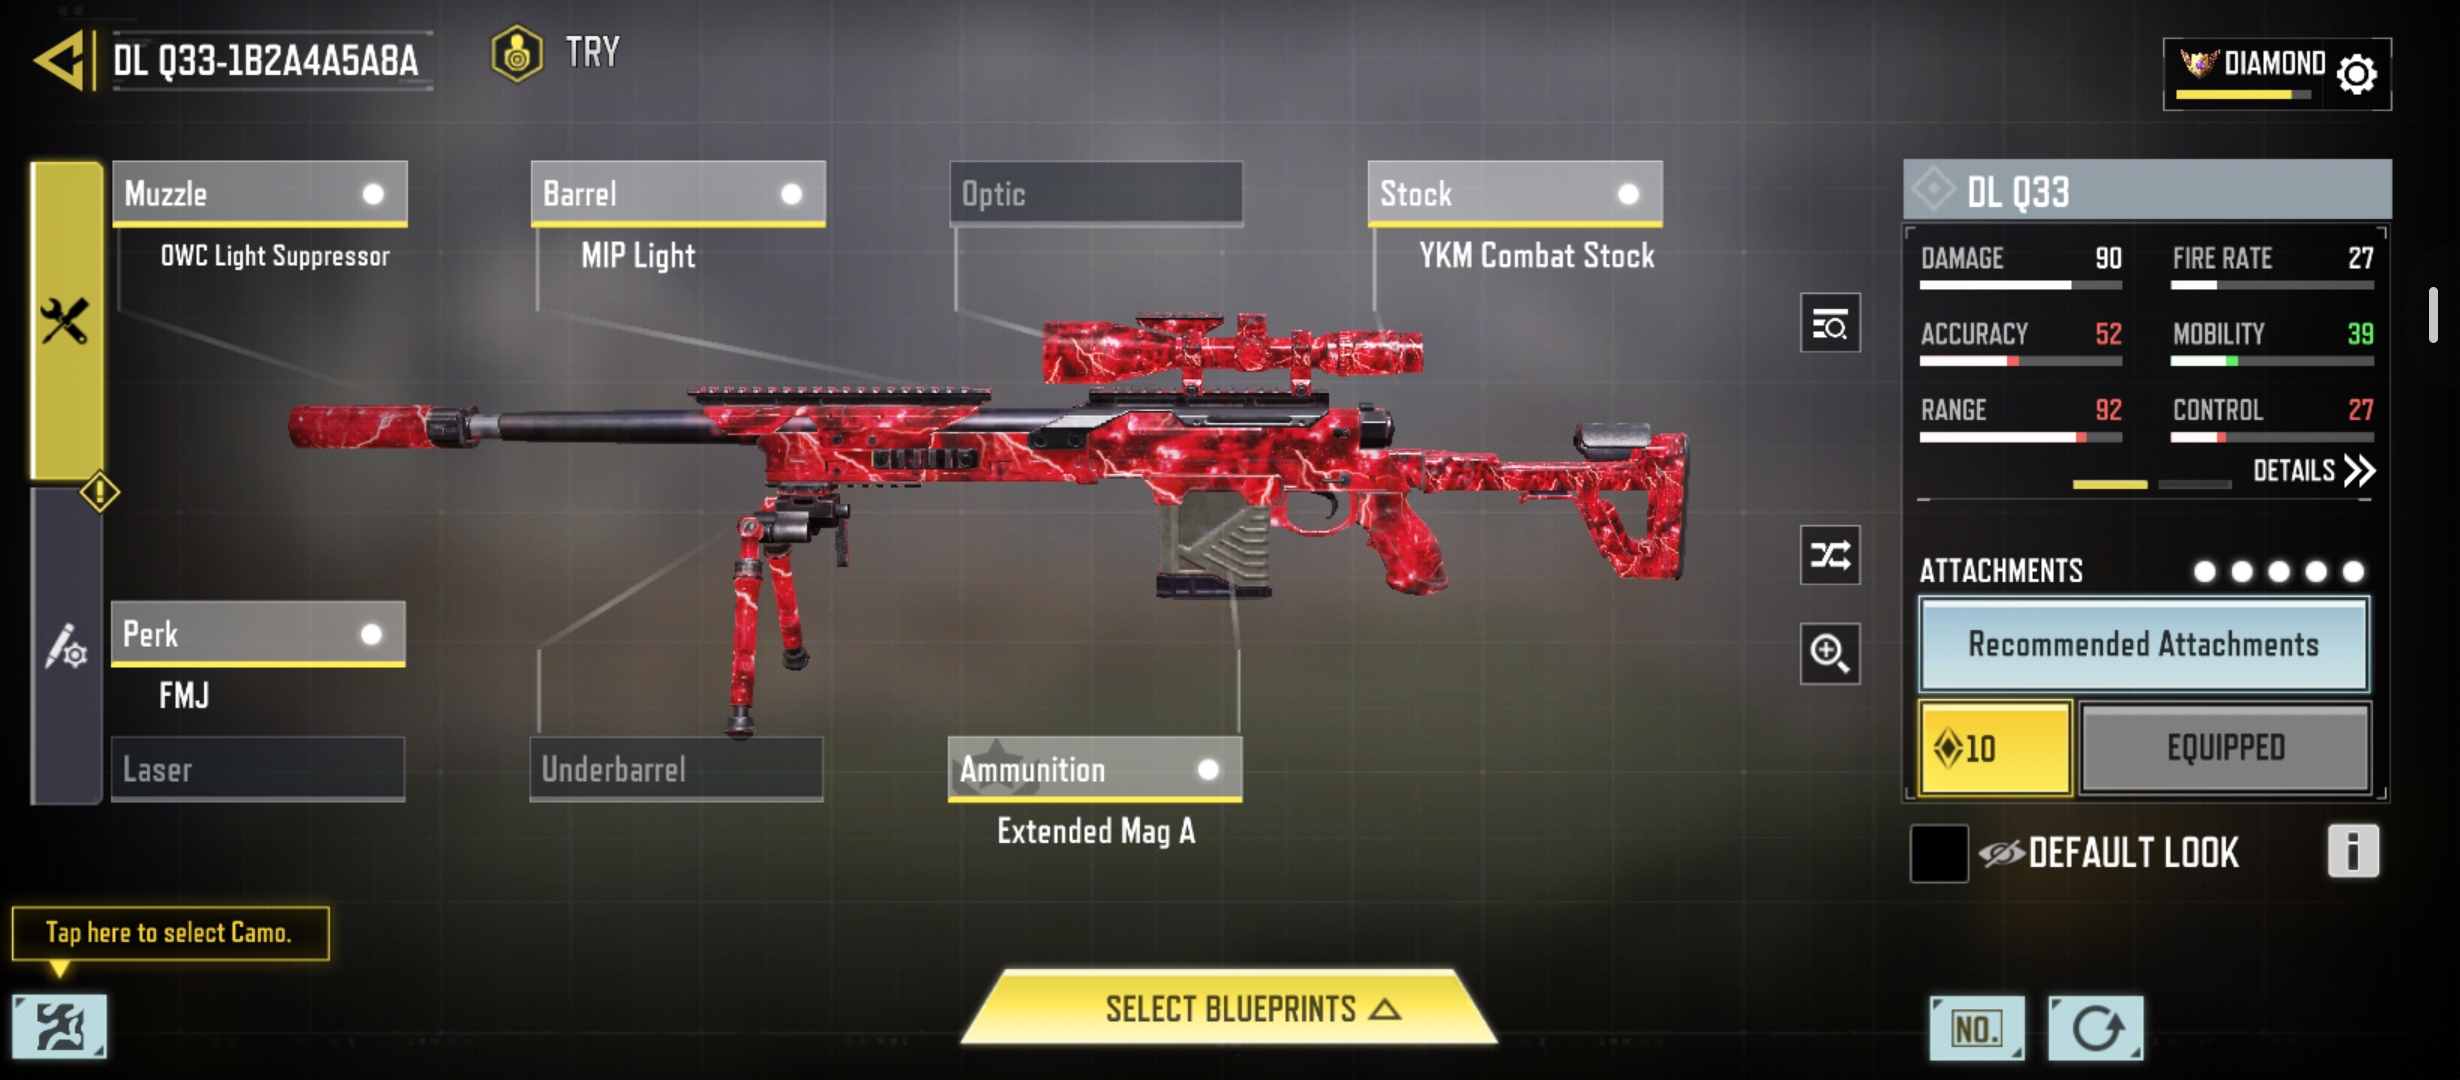 DL Q33-1B2A4A5A8A
TRY
DIAMOND
Muzzle
OWC Light Suppressor
Barrel
MIP Light
Optic
Stock
YKM Combat Stock
DL Q33
DAMAGE 90
FIRE RATE 27
ACCURACY 52
MOBILITY 39
RANGE 92
CONTROL 27
DETAILS
ATTACHMENTS
Recommended Attachments
10
EQUIPPED
Perk
FMJ
Laser
Underbarrel
Ammunition
Extended Mag A
DEFAULT LOOK
i
Tap here to select Camo.
SELECT BLUEPRINTS
NO.